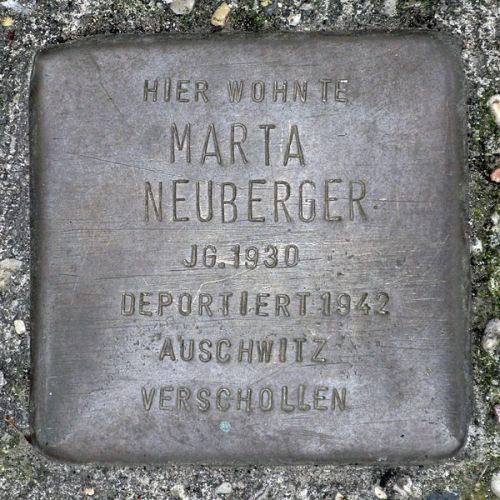 HIER WOHNTE
MARTA
NEUBERGER
JG. 1930
DEPORTIERT 1942
AUSCHWITZ
VERSCHOLLEN